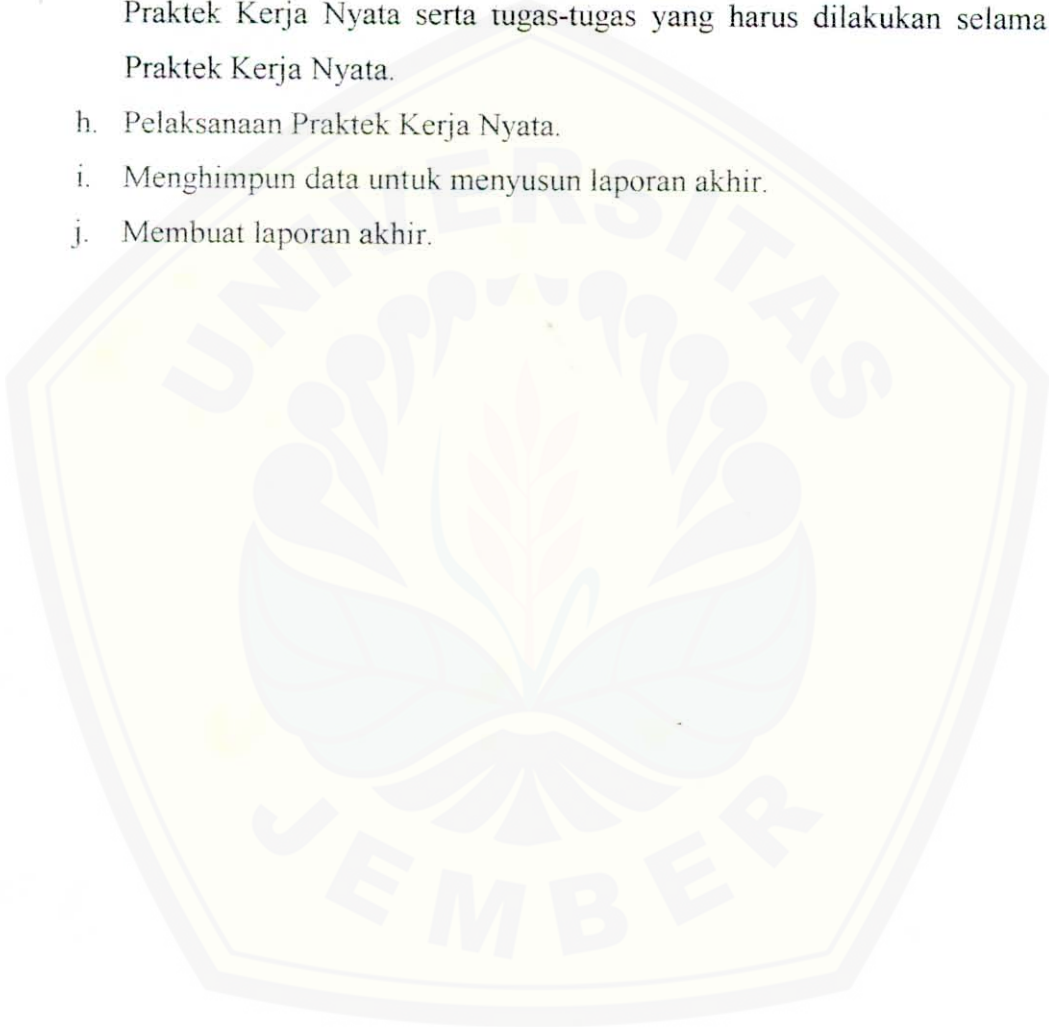 Praktek Kerja Nyata serta tugas-tugas yang harus dilakukan selama
Praktek Kerja Nyata.
h. Pelaksanaan Praktek Kerja Nyata.
i. Menghimpun data untuk menyusun laporan akhir.
j. Membuat laporan akhir.
UNIVERSITAS
JEMBER